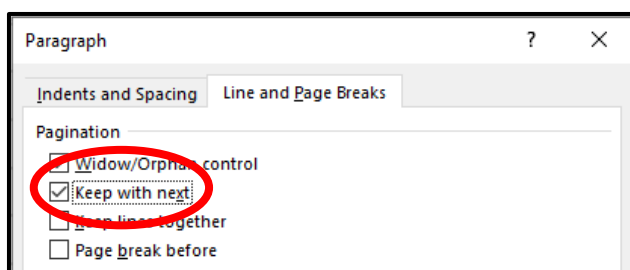 Paragraph ? ×
Indents and Spacing Line and Page Breaks
Pagination
Widow/Orphan control
Keep with next
Keep lines together
Page break before